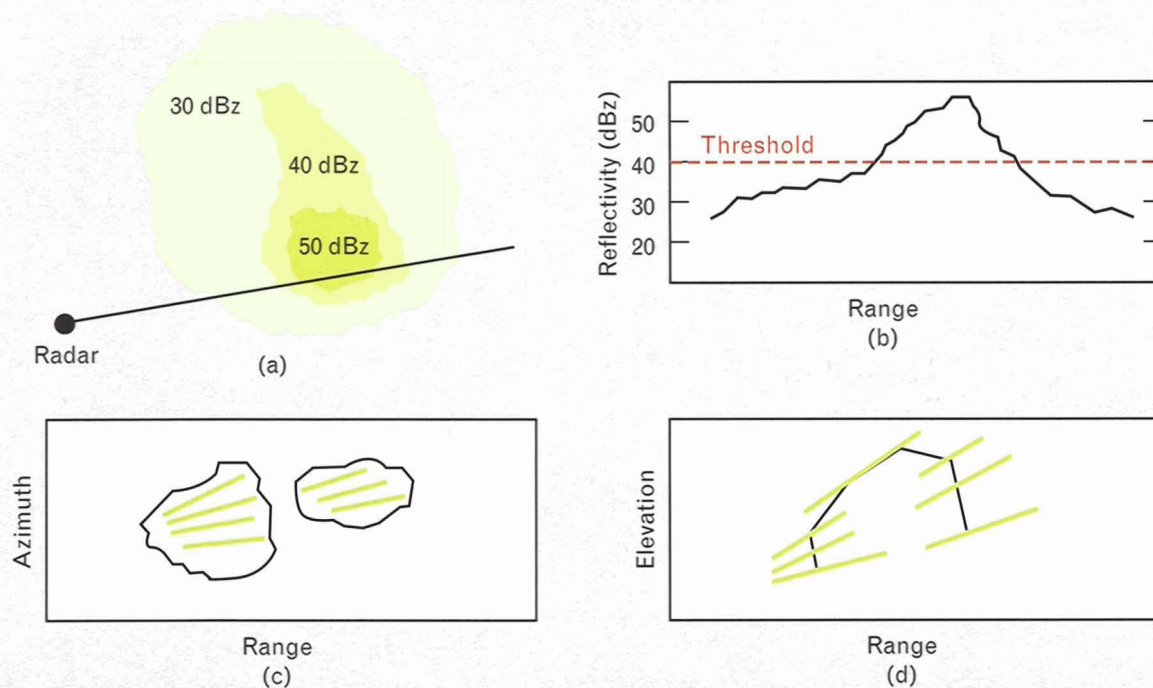 30 dBz
40 dBz
50 dBz
Radar
(a)
Reflectivity (dBz)
50
40
30
20
Threshold
Range
(b)
Azimuth
Range
(c)
Elevation
Range
(d)